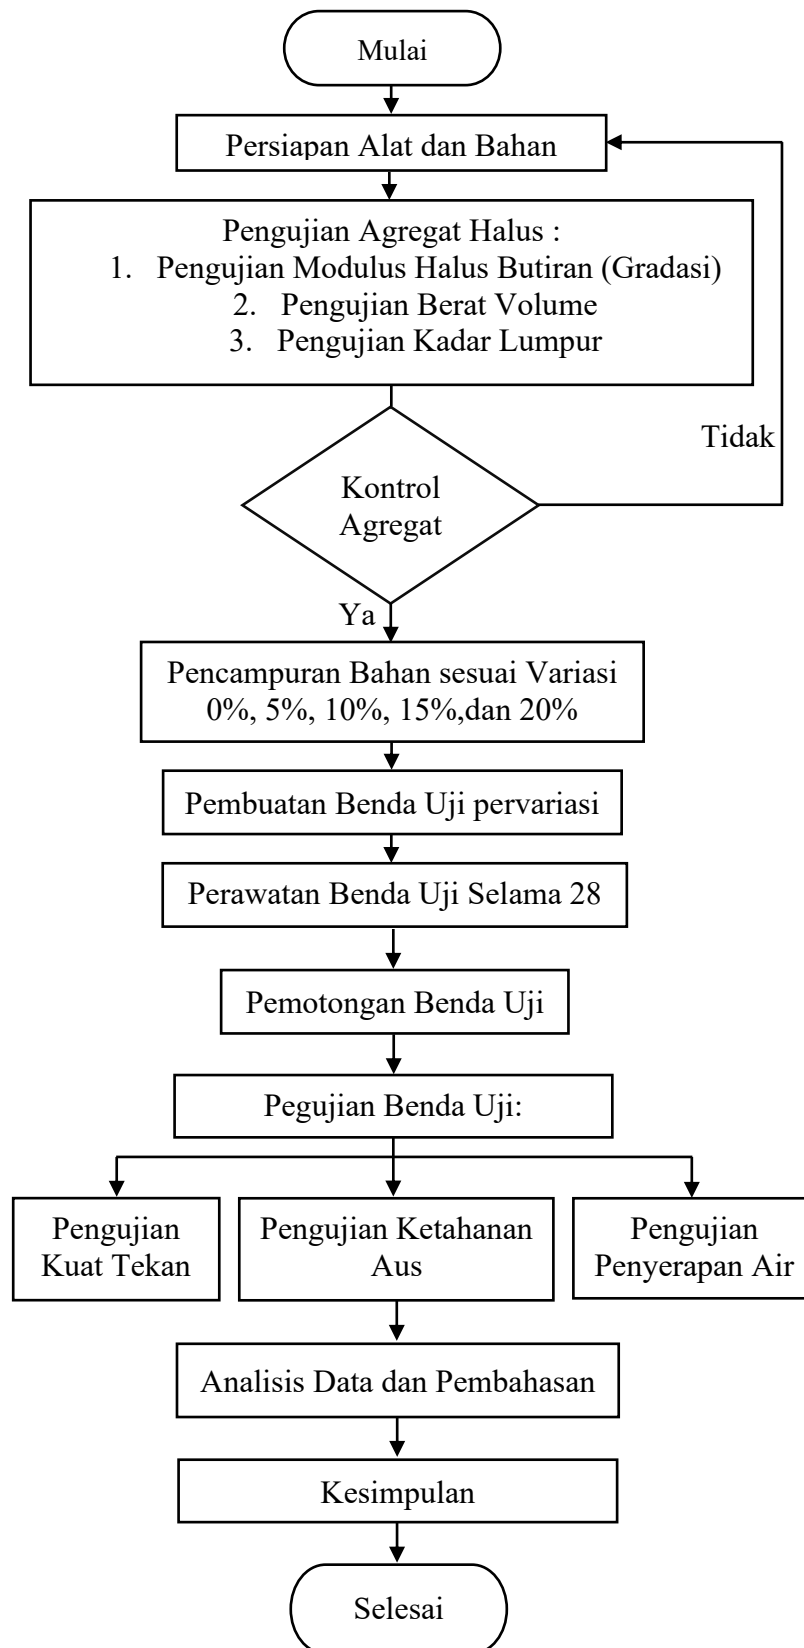 Mulai
Persiapan Alat dan Bahan
Pengujian Agregat Halus :
1. Pengujian Modulus Halus Butiran (Gradasi)
2. Pengujian Berat Volume
3. Pengujian Kadar Lumpur
Tidak
Kontrol
Agregat
Ya
Pencampuran Bahan sesuai Variasi
0%, 5%, 10%, 15%,dan 20%
Pembuatan Benda Uji pervariasi
Perawatan Benda Uji Selama 28
Pemotongan Benda Uji
Pegujian Benda Uji:
Pengujian
Kuat Tekan
Pengujian Ketahanan
Aus
Pengujian
Penyerapan Air
Analisis Data dan Pembahasan
Kesimpulan
Selesai